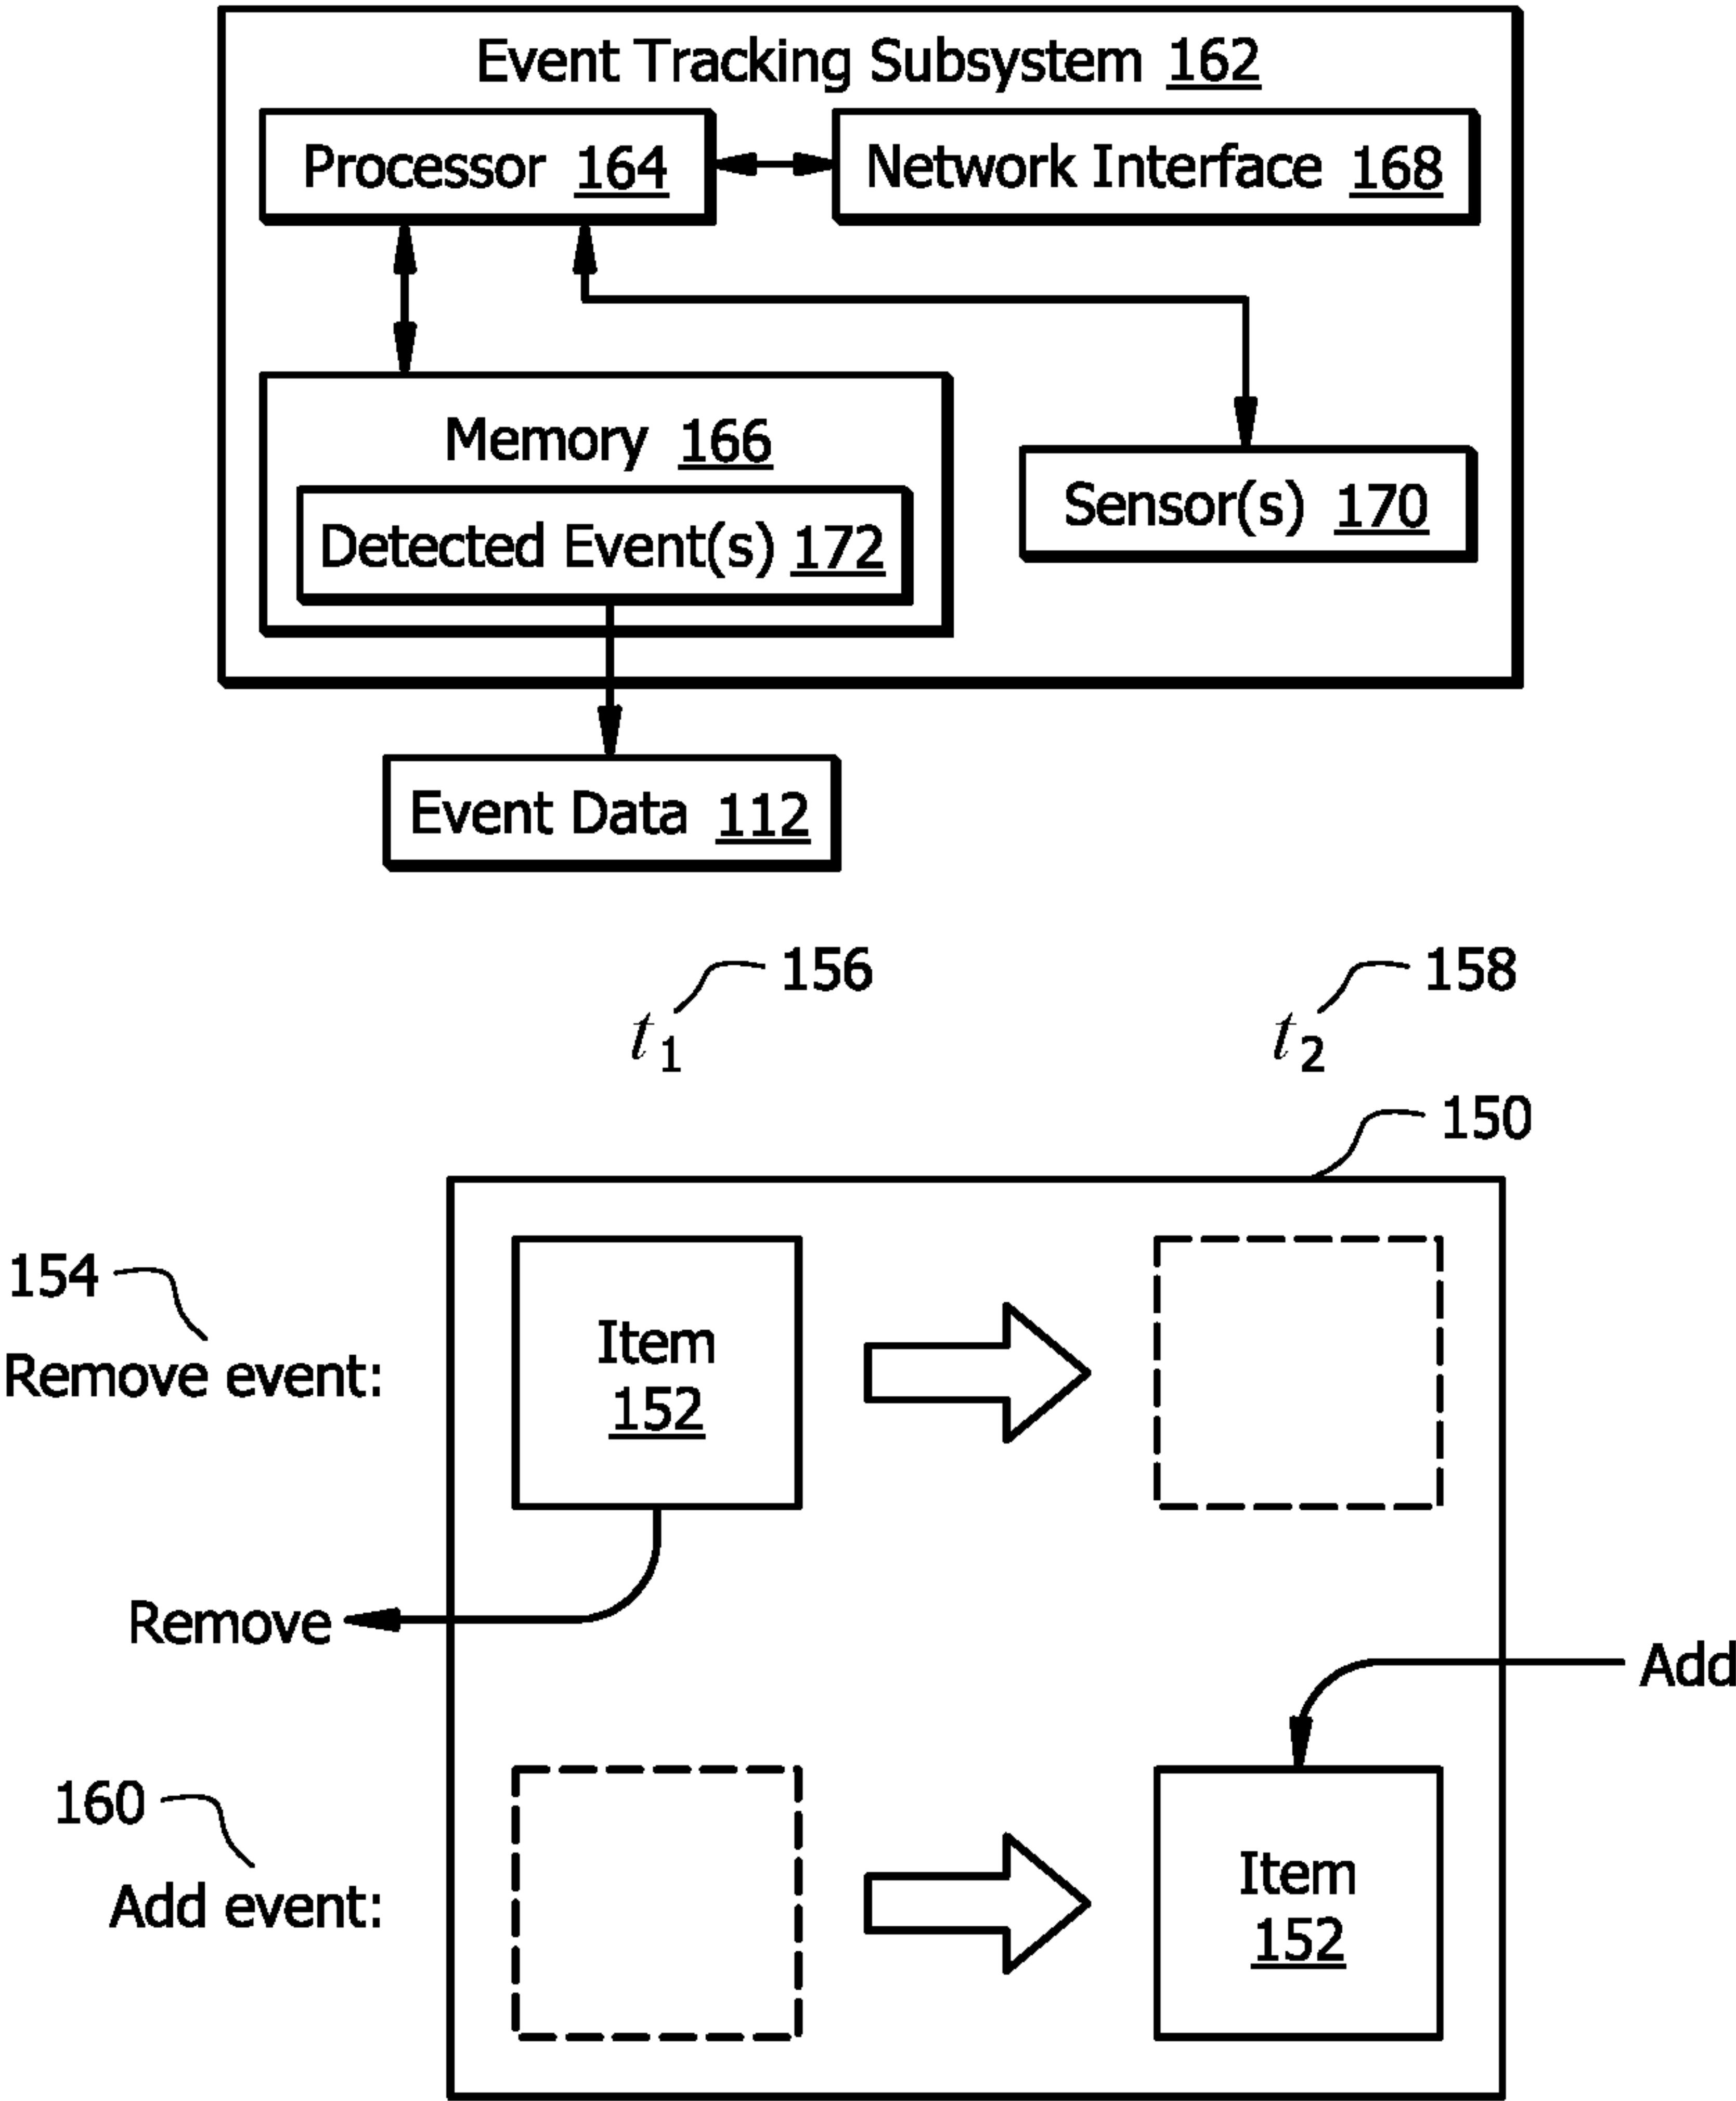 Event Tracking Subsystem 162
Processor 164
Network Interface 168
Memory 166
Detected Event(s) 172
Sensor(s) 170
Event Data 112
156
t1
158
t2
150
154
Remove event:
Item
152
Remove
Add
160
Add event:
Item
152